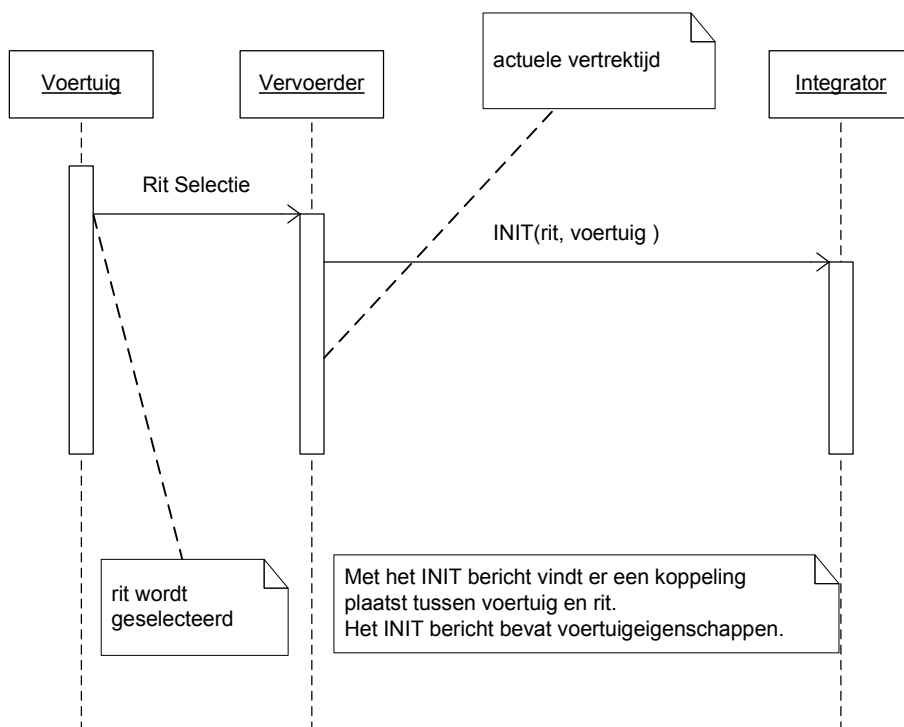 actuele vertrektijd
Voertuig
Vervoerder
Integrator
Rit Selectie
INIT(rit, voertuig )
rit wordt
geselecteerd
Met het INIT bericht vindt er een koppeling
plaatst tussen voertuig en rit.
Het INIT bericht bevat voertuigeigenschappen.